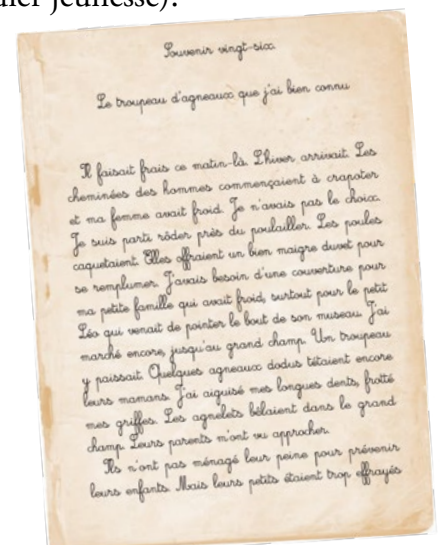 ier jeunesse).
Souvenir vingt-six
Le troupeau d'agneaux que j'ai bien connu
Il faisait frais ce matin-là. L'hiver arrivait. Les
cheminées des hommes commençaient à crapoter
et ma femme avait froid. Je n'avais pas le choix.
Je suis parti rôder près du poulailler. Les poules
caquetaient. Elles offraient un bien maigre duvet pour
se remplumer. J'avais besoin d'une couverture pour
ma petite famille qui avait froid, surtout pour le petit
Léo qui venait de pointer le bout de son museau. J'ai
marché encore, jusqu'au grand champ. Un troupeau
y paissait. Quelques agneaux dodus tétaient encore
leurs mamans. J'ai aiguisé mes longues dents, frotté
mes griffes. Les agnelets bêlaient dans le grand
champ. Leurs parents m'ont vu approcher.
Ils n'ont pas ménagé leur peine pour prévenir
leurs enfants. Mais leurs petits étaient trop effrayés